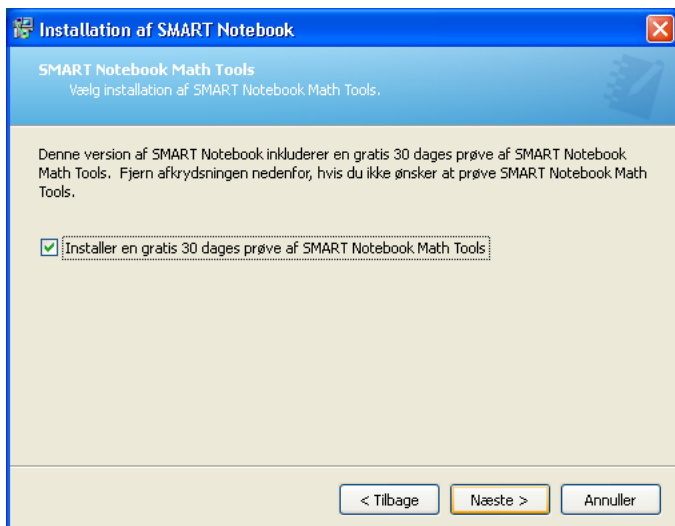 Installation af SMART Notebook
SMART Notebook Math Tools
Vælg installation af SMART Notebook Math Tools.
Denne version af SMART Notebook inkluderer en gratis 30 dages prøve af SMART Notebook
Math Tools. Fjern afkrydsningen nedenfor, hvis du ikke ønsker at prøve SMART Notebook Math
Tools.
Installer en gratis 30 dages prøve af SMART Notebook Math Tools
< Tilbage
Næste >
Annuller